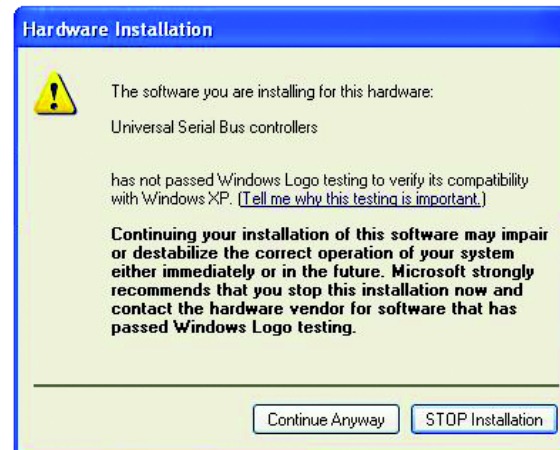 Hardware Installation
The software you are installing for this hardware:
Universal Serial Bus controllers
has not passed Windows Logo testing to verify its compatibility
with Windows XP. (Tell me why this testing is important.)
Continuing your installation of this software may impair
or destabilize the correct operation of your system
either immediately or in the future. Microsoft strongly
recommends that you stop this installation now and
contact the hardware vendor for software that has
passed Windows Logo testing.
Continue Anyway STOP Installation